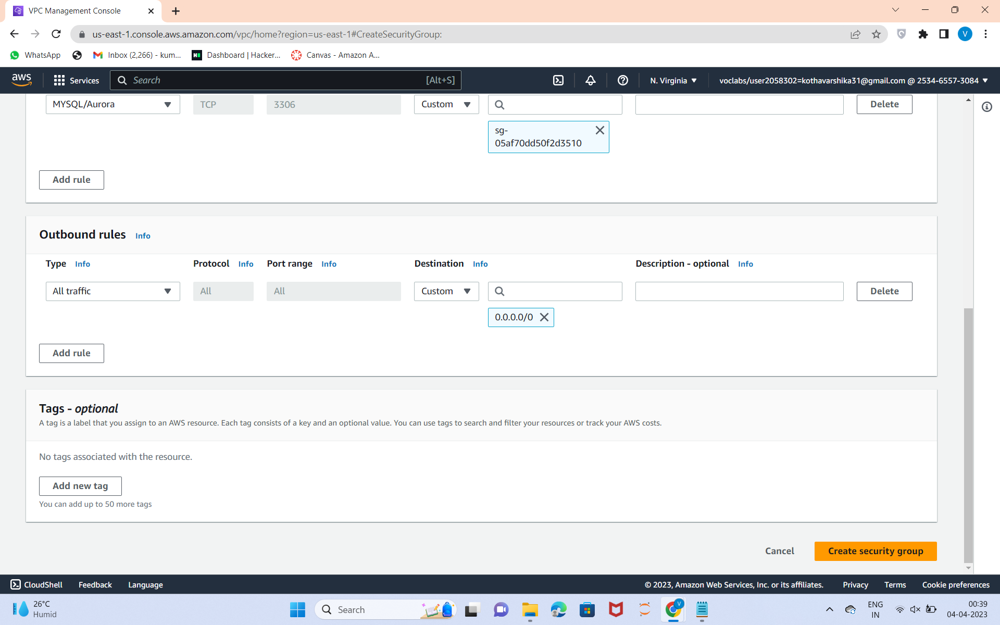 VPC Management Console
us-east-1.console.aws.amazon.com/vpc/home?region=us-east-1#CreateSecurityGroup:
V
WhatsApp
Inbox (2,266) - kum...
Dashboard | Hacker...
Canvas - Amazon A...
aws
Services
Search
[Alt+S]
N. Virginia
voclabs/user2058302=kothavarshika31@gmail.com @ 2534-6557-3084
MYSQL/Aurora
TCP
3306
Custom
Delete
sg-
05af70dd50f2d3510
Add rule
Outbound rules Info
Type Info
Protocol Info
Port range Info
Destination Info
Description - optional Info
All traffic
All
All
Custom
Delete
0.0.0.0/0
Add rule
Tags - optional
A tag is a label that you assign to an AWS resource. Each tag consists of a key and an optional value. You can use tags to search and filter your resources or track your AWS costs.
No tags associated with the resource.
Add new tag
You can add up to 50 more tags
Cancel
Create security group
CloudShell
Feedback
Language
© 2023, Amazon Web Services, Inc. or its affiliates.
Privacy
Terms
Cookie preferences
26°C
Humid
Search
V
ENG
IN
00:39
04-04-2023